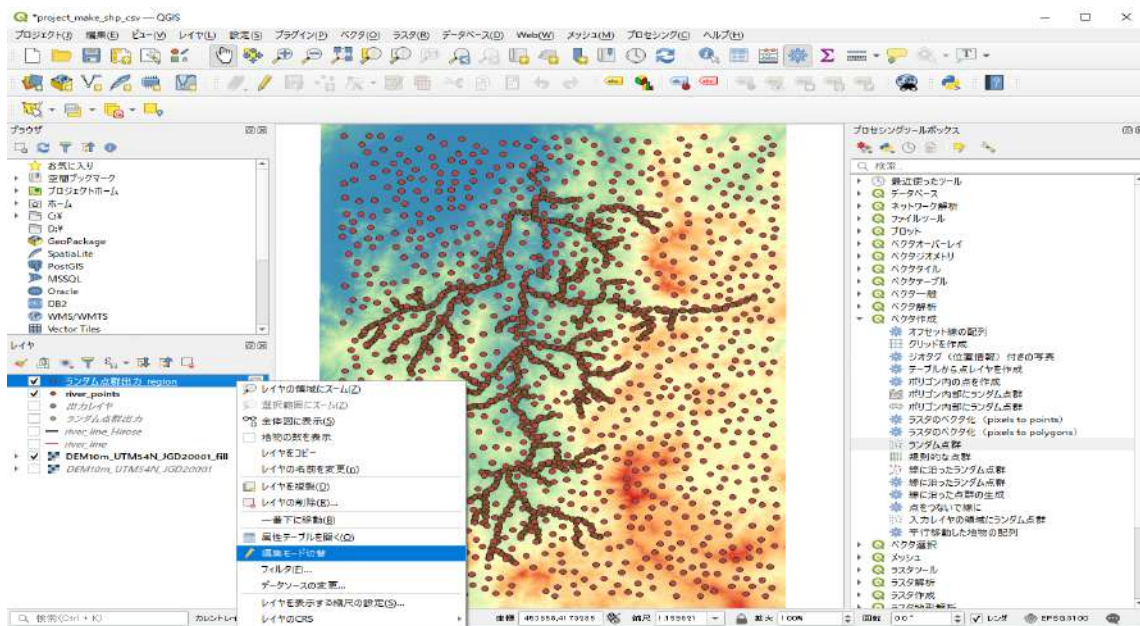 *project_make_shp_csv — QGIS
プロジェクト(J) 編集(E) ビュー(V) レイヤ(L) 設定(S) プラグイン(P) ベクタ(O) ラスタ(R) データベース(D) Web(W) メッシュ(M) プロセシング(C) ヘルプ(H)
ブラウザ
お気に入り
空間ブックマーク
プロジェクトホーム
ホーム
C:¥
D:¥
GeoPackage
SpatiaLite
PostGIS
MSSQL
Oracle
DB2
WMS/WMTS
Vector Tiles
レイヤ
ランダム点群出力_region
river_points
出力レイヤ
ランダム点群出力
river_line_Hirose
river_line
DEM10m_UTM54N_JGD20001_fill
DEM10m_UTM54N_JGD20001
レイヤの領域にズーム(Z)
選択範囲にズーム(Z)
全体図に表示(S)
地物の数を表示
レイヤをコピー
レイヤの名前を変更(n)
レイヤを複製(D)
レイヤの削除(R)...
一番下に移動(B)
属性テーブルを開く(O)
編集モード切替
フィルタ(F)...
データソースの変更...
レイヤを表示する縮尺の設定(S)...
レイヤのCRS
プロセシングツールボックス
検索...
最近使ったツール
データベース
ネットワーク解析
ファイルツール
プロット
ベクタオーバーレイ
ベクタジオメトリ
ベクタタイル
ベクタテーブル
ベクタ一般
ベクタ解析
ベクタ作成
オフセット線の配列
グリッドを作成
ジオタグ（位置情報）付きの写真
テーブルから点レイヤを作成
ポリゴン内の点を作成
ポリゴン内部にランダム点群
ポリゴン内部にランダム点群
ラスタのベクタ化 (pixels to points)
ラスタのベクタ化 (pixels to polygons)
ランダム点群
規則的な点群
線に沿ったランダム点群
線に沿ったランダム点群
線に沿った点群の生成
点をつないで線に
入力レイヤの領域にランダム点群
平行移動した地物の配列
ベクタ選択
メッシュ
ラスタツール
ラスタ解析
ラスタ作成
ラスタ地形解析
検索(Ctrl + K) カレントレイ 座標 縮尺 拡大 100% 回転 0.0° レンダ EPSG:3100